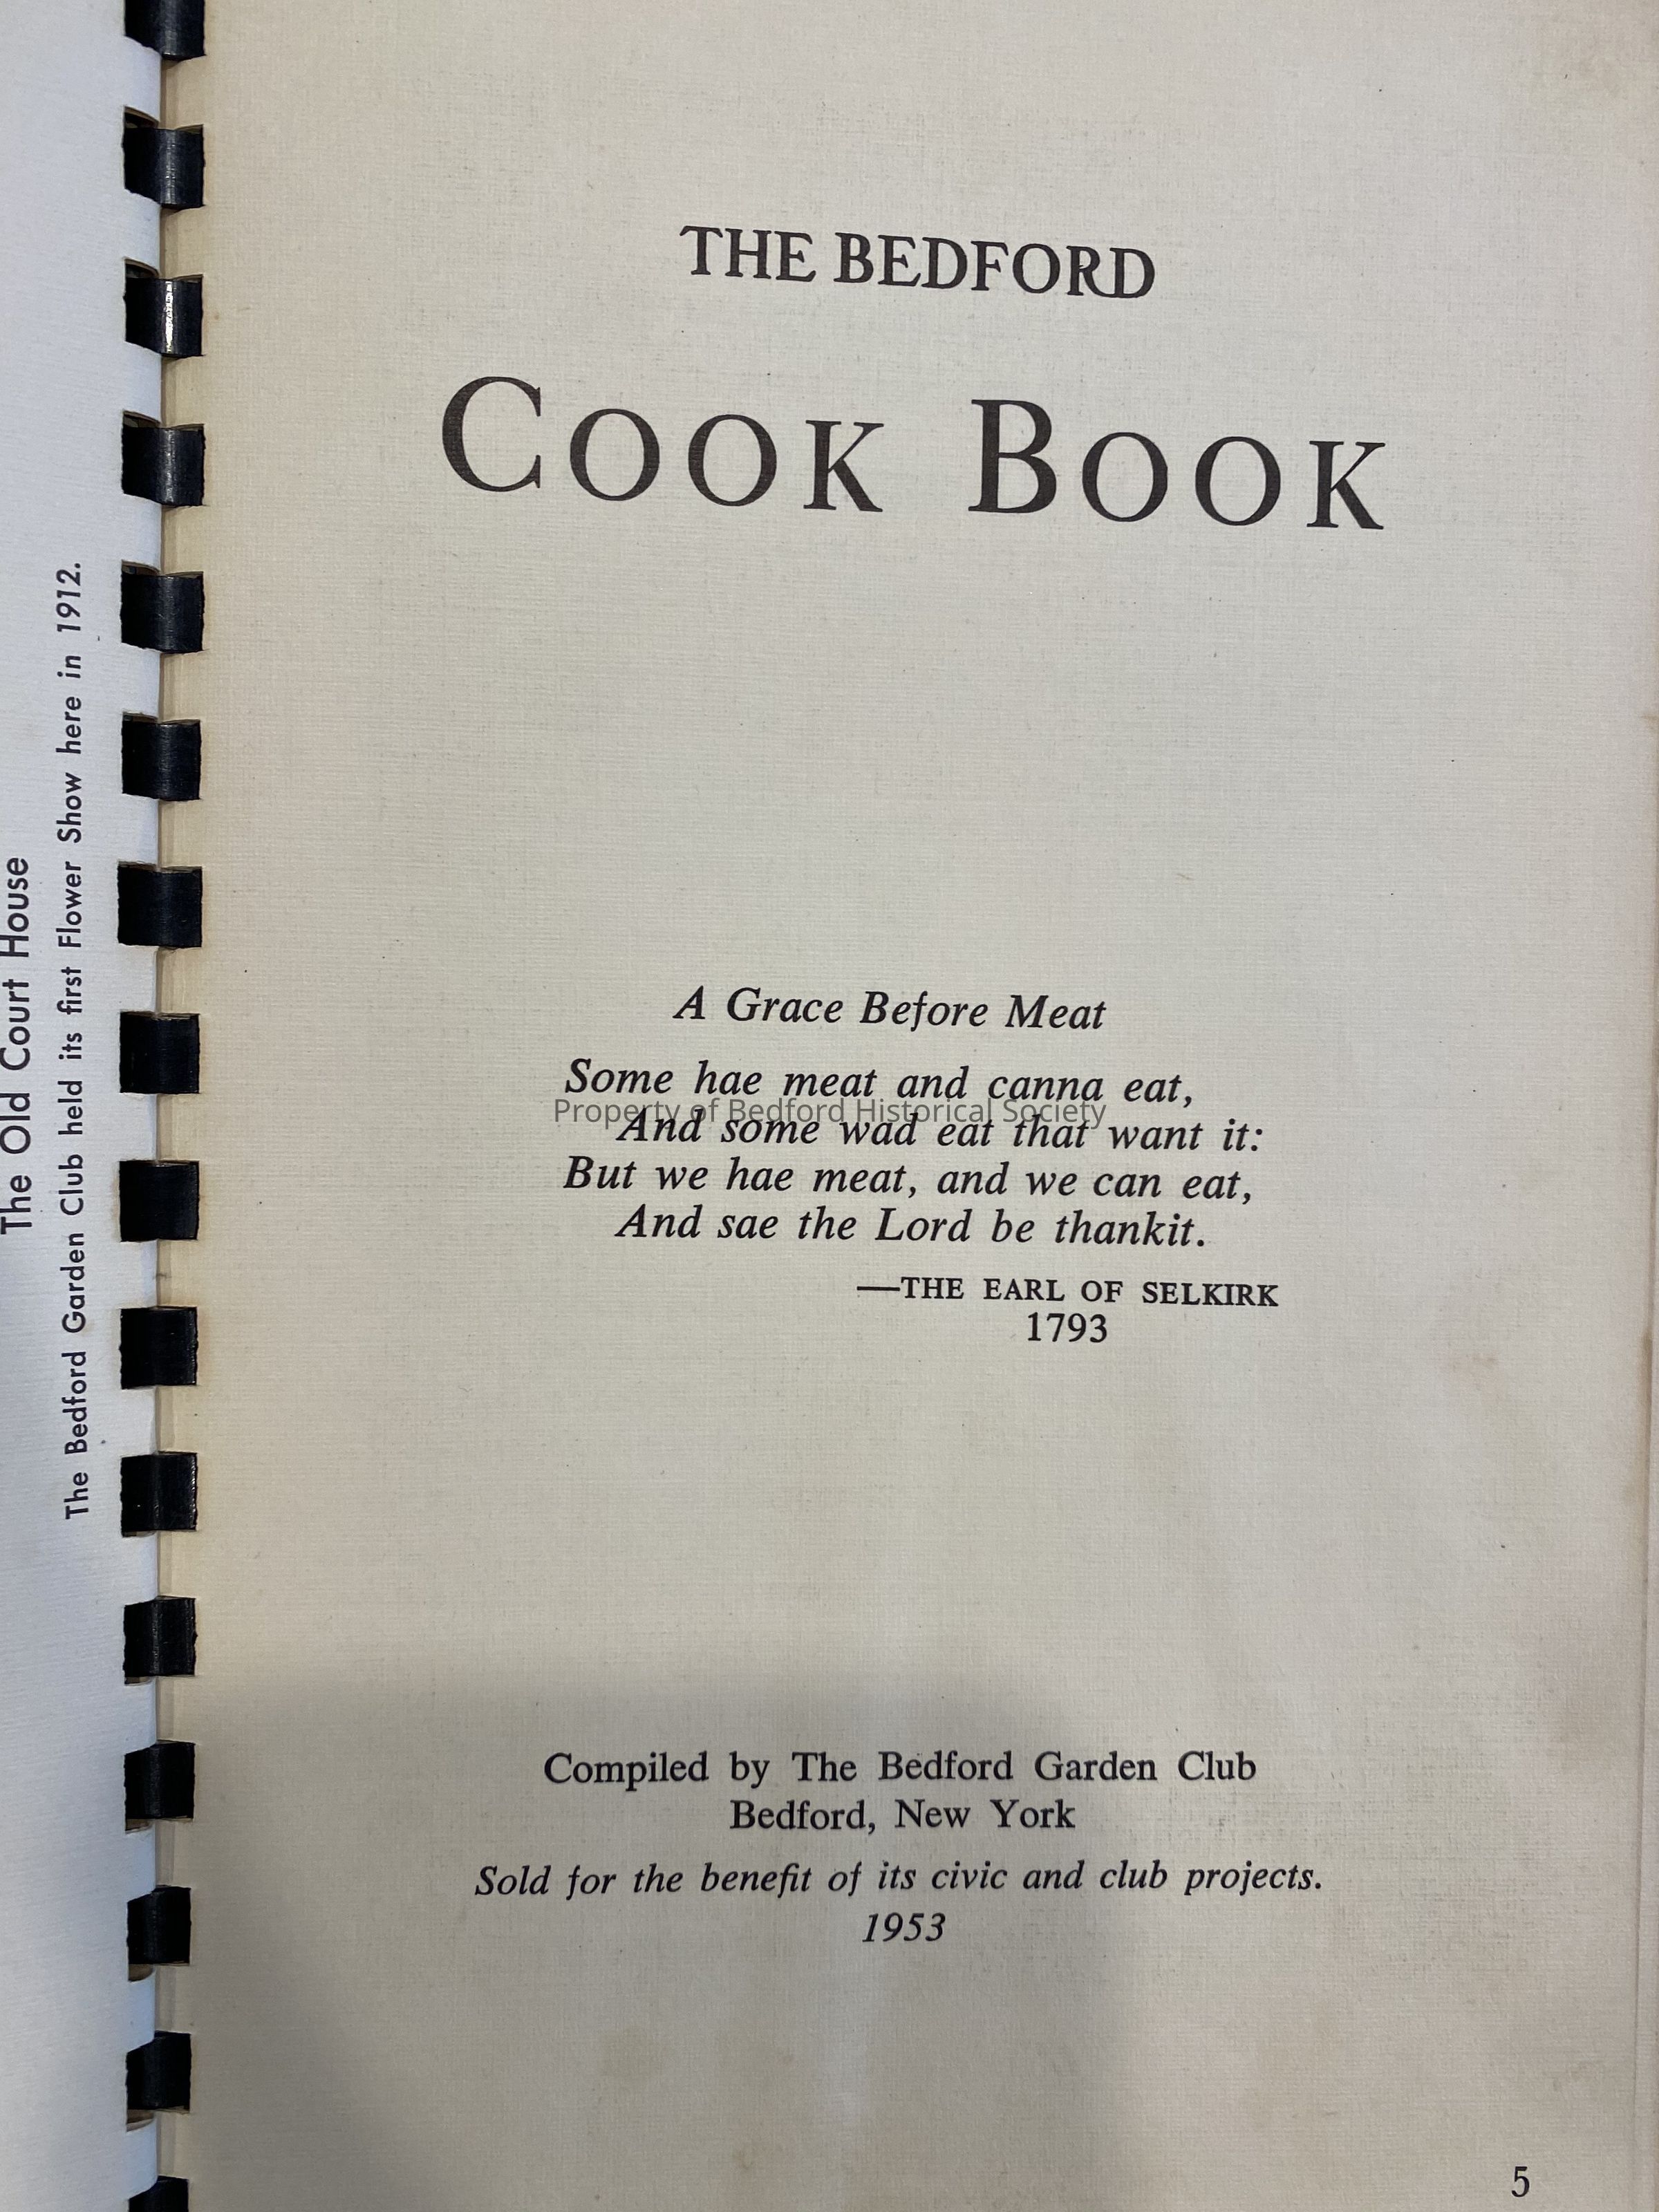 The Old Court House
The Bedford Garden Club held its first Flower Show here in 1912.
THE BEDFORD
COOK BOOK
A Grace Before Meat
Some hae meat and canna eat,
Property of Bedford Historical Society
And some wad eat that want it:
But we hae meat, and we can eat,
And sae the Lord be thankit.
—THE EARL OF SELKIRK
1793
Compiled by The Bedford Garden Club
Bedford, New York
Sold for the benefit of its civic and club projects.
1953
5